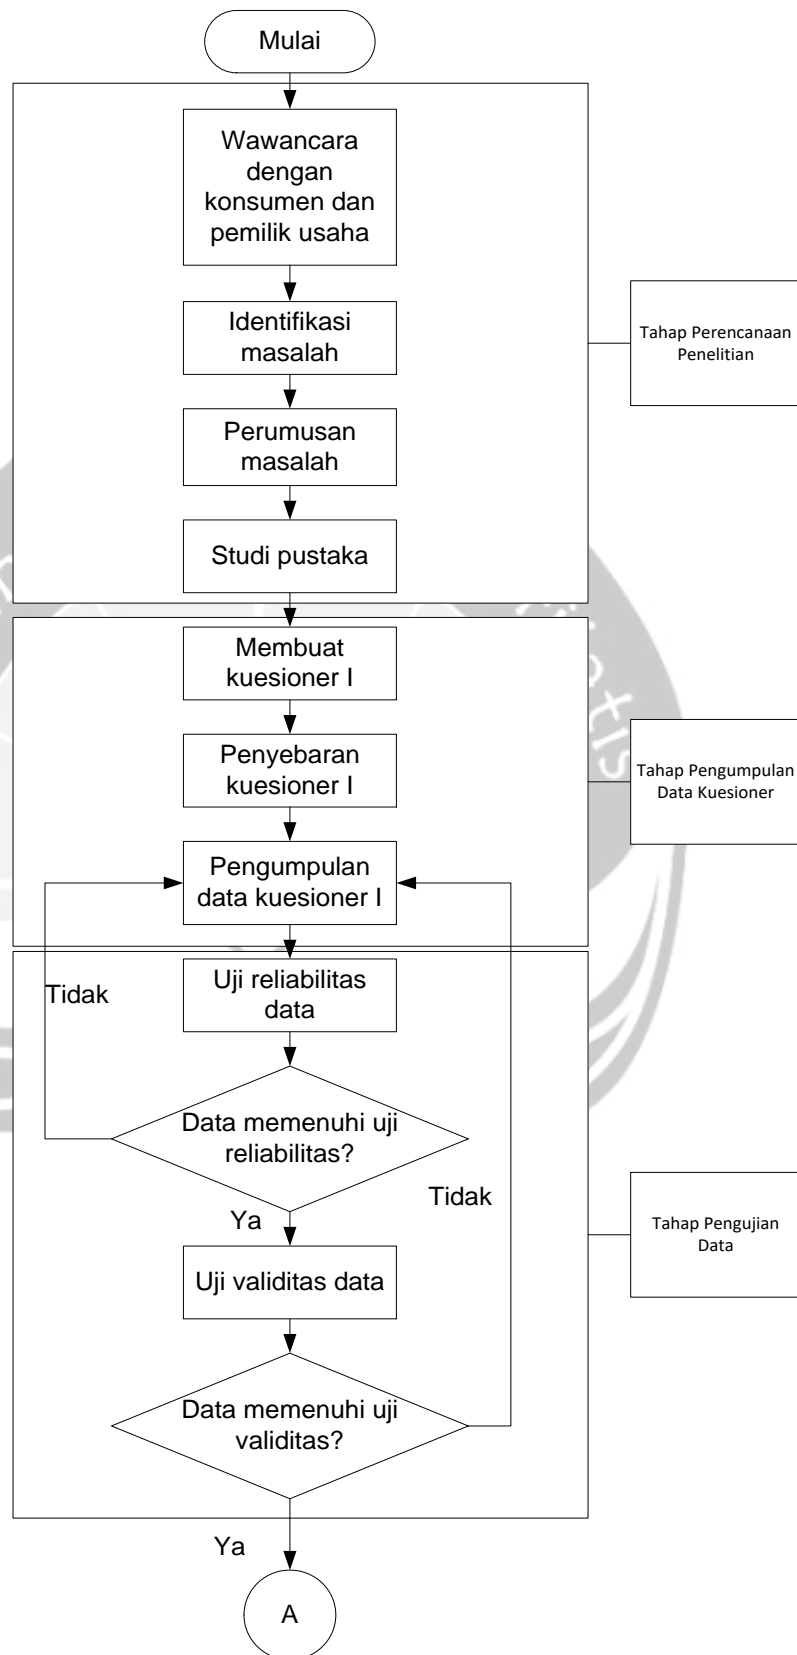 Mulai
Wawancara
dengan
konsumen dan
pemilik usaha
Identifikasi
masalah
Tahap Perencanaan
Penelitian
Perumusan
masalah
Studi pustaka
Membuat
kuesioner I
Penyebaran
kuesioner I
Tahap Pengumpulan
Data Kuesioner
Pengumpulan
data kuesioner I
Uji reliabilitas
data
Tidak
Data memenuhi uji
reliabilitas?
Tidak
Ya
Tahap Pengujian
Data
Uji validitas data
Data memenuhi uji
validitas?
Ya
A